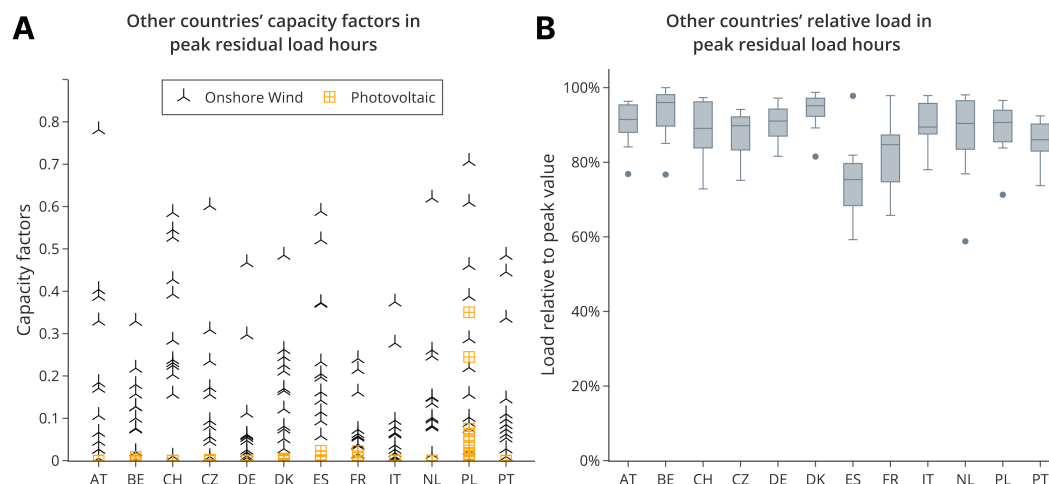 A
Other countries’ capacity factors in
peak residual load hours
Onshore Wind
Photovoltaic
Capacity factors
0.8
0.7
0.6
0.5
0.4
0.3
0.2
0.1
0
AT BE CH CZ DE DK ES FR IT NL PL PT
B
Other countries’ relative load in
peak residual load hours
Load relative to peak value
100%
80%
60%
40%
20%
0%
AT BE CH CZ DE DK ES FR IT NL PL PT